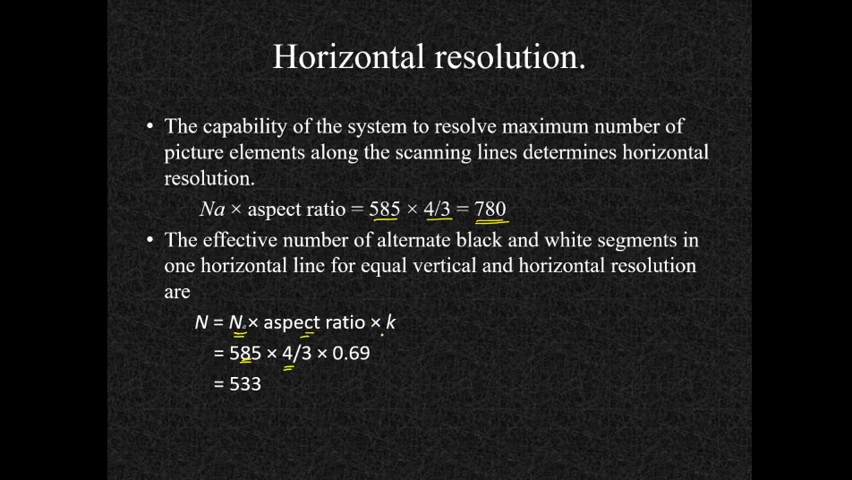 Horizontal resolution.
• The capability of the system to resolve maximum number of
picture elements along the scanning lines determines horizontal
resolution.
Na × aspect ratio = 585 × 4/3 = 780
• The effective number of alternate black and white segments in
one horizontal line for equal vertical and horizontal resolution
are
N = Nₐ × aspect ratio × k
= 585 × 4/3 × 0.69
= 533